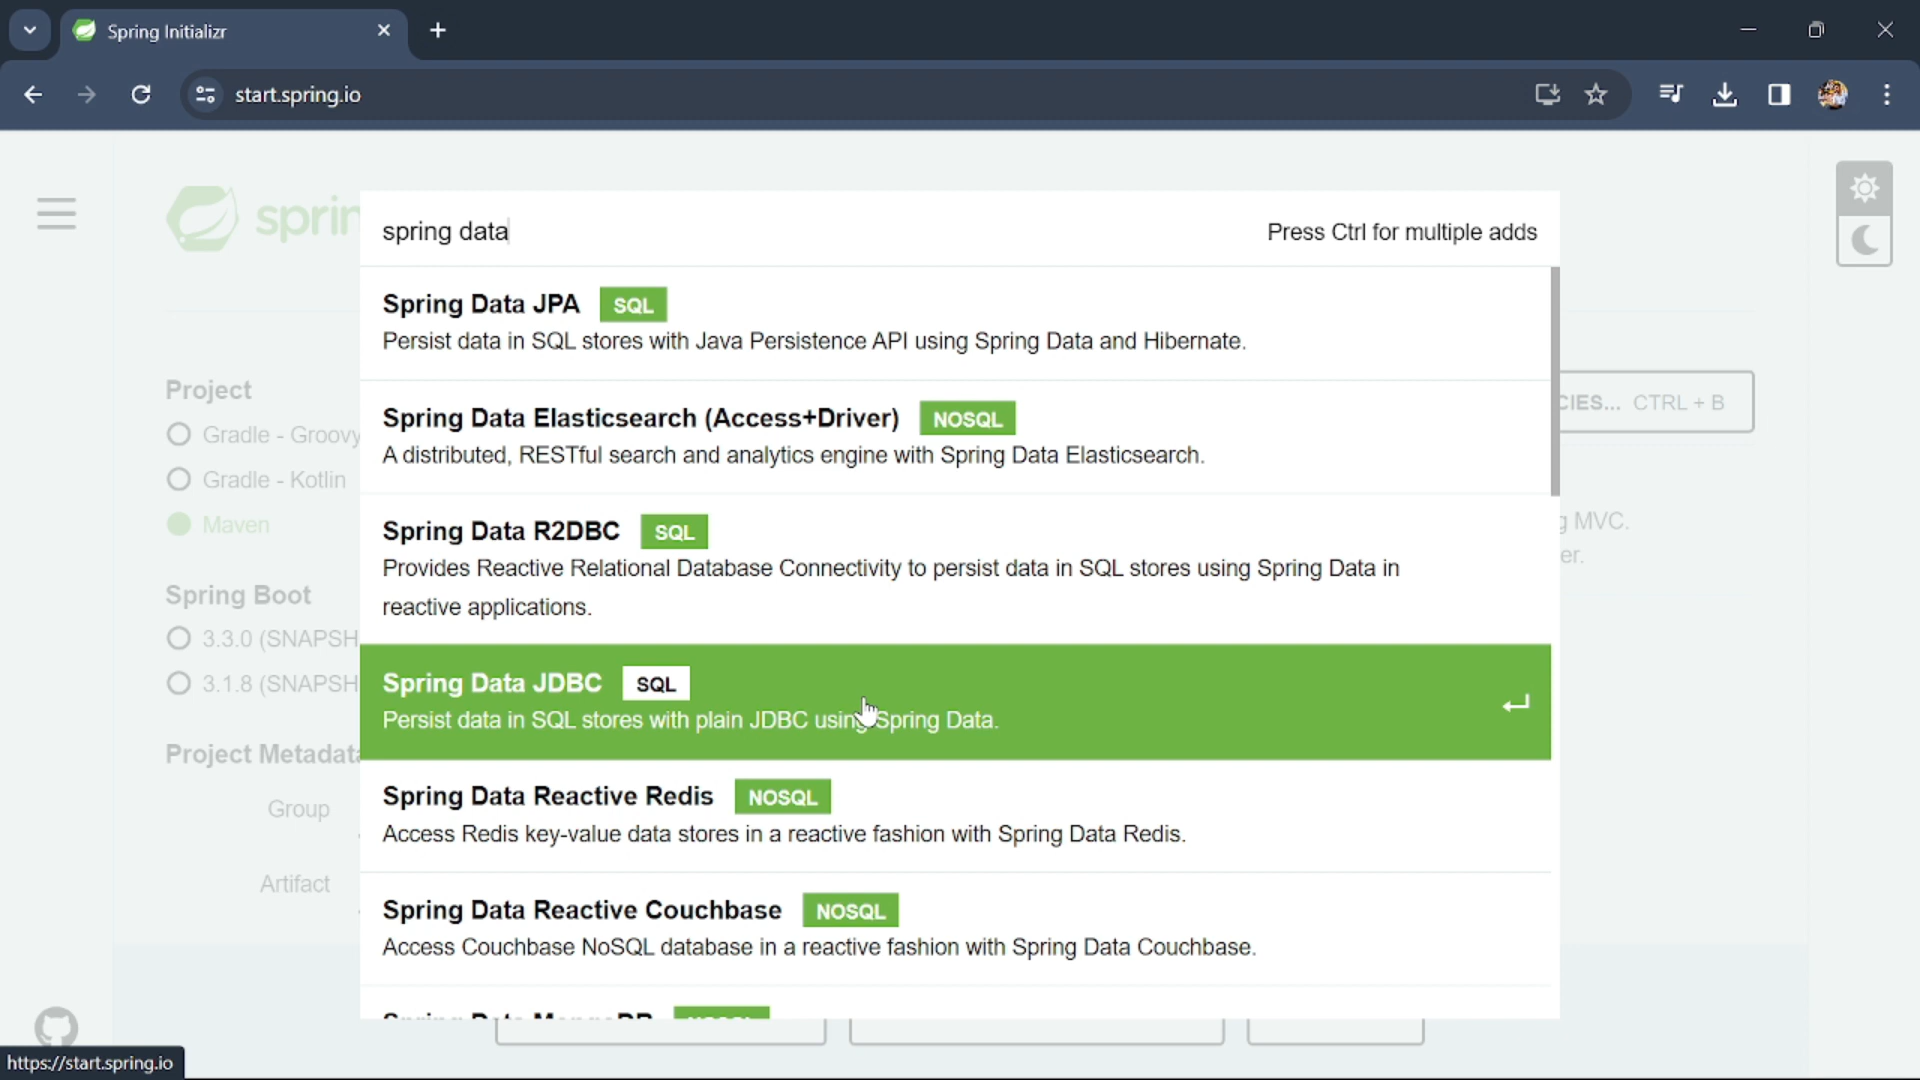 Spring Initializr
start.spring.io
sprin
spring data
Press Ctrl for multiple adds
Spring Data JPA SQL
Persist data in SQL stores with Java Persistence API using Spring Data and Hibernate.
Project
Gradle - Groovy
Spring Data Elasticsearch (Access+Driver) NOSQL
A distributed, RESTful search and analytics engine with Spring Data Elasticsearch.
CIES... CTRL + B
Gradle - Kotlin
Maven
Spring Data R2DBC SQL
Provides Reactive Relational Database Connectivity to persist data in SQL stores using Spring Data in
reactive applications.
g MVC.
er.
Spring Boot
3.3.0 (SNAPSH
3.1.8 (SNAPSH
Spring Data JDBC SQL
Persist data in SQL stores with plain JDBC using Spring Data.
Project Metadata
Group
Artifact
Spring Data Reactive Redis NOSQL
Access Redis key-value data stores in a reactive fashion with Spring Data Redis.
Spring Data Reactive Couchbase NOSQL
Access Couchbase NoSQL database in a reactive fashion with Spring Data Couchbase.
Spring Data MongoDB NOSQL
https://start.spring.io